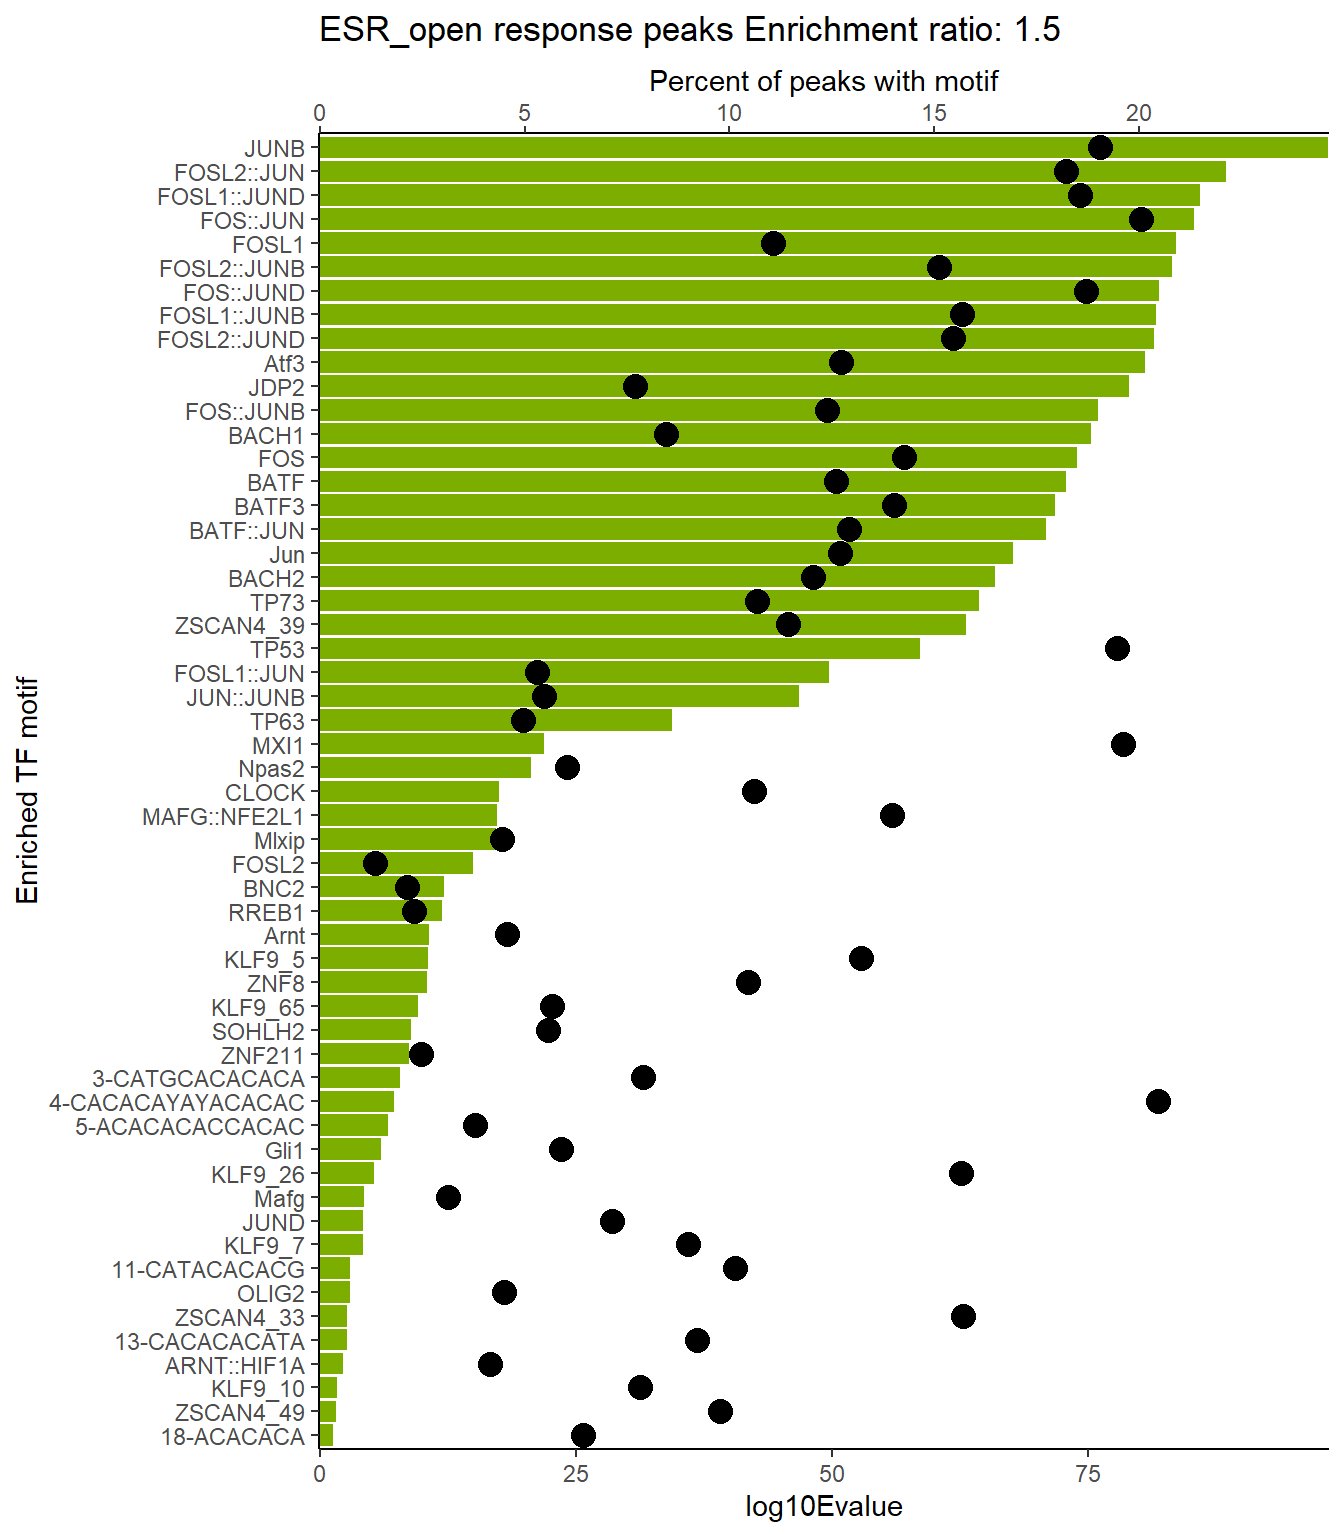 ESR_open response peaks Enrichment ratio: 1.5
Percent of peaks with motif
0 5 10 15 20
JUNB
FOSL2::JUN
FOSL1::JUND
FOS::JUN
FOSL1
FOSL2::JUNB
FOS::JUND
FOSL1::JUNB
FOSL2::JUND
Atf3
JDP2
FOS::JUNB
BACH1
FOS
BATF
BATF3
BATF::JUN
Jun
BACH2
TP73
ZSCAN4_39
TP53
FOSL1::JUN
JUN::JUNB
TP63
MXI1
Npas2
CLOCK
MAFG::NFE2L1
Mlxip
FOSL2
BNC2
RREB1
Arnt
KLF9_5
ZNF8
KLF9_65
SOHLH2
ZNF211
3-CATGCACACACA
4-CACACAYAYACACAC
5-ACACACACCACAC
Gli1
KLF9_26
Mafg
JUND
KLF9_7
11-CATACACACG
OLIG2
ZSCAN4_33
13-CACACACATA
ARNT::HIF1A
KLF9_10
ZSCAN4_49
18-ACACACA
Enriched TF motif
0 25 50 75
log10Evalue